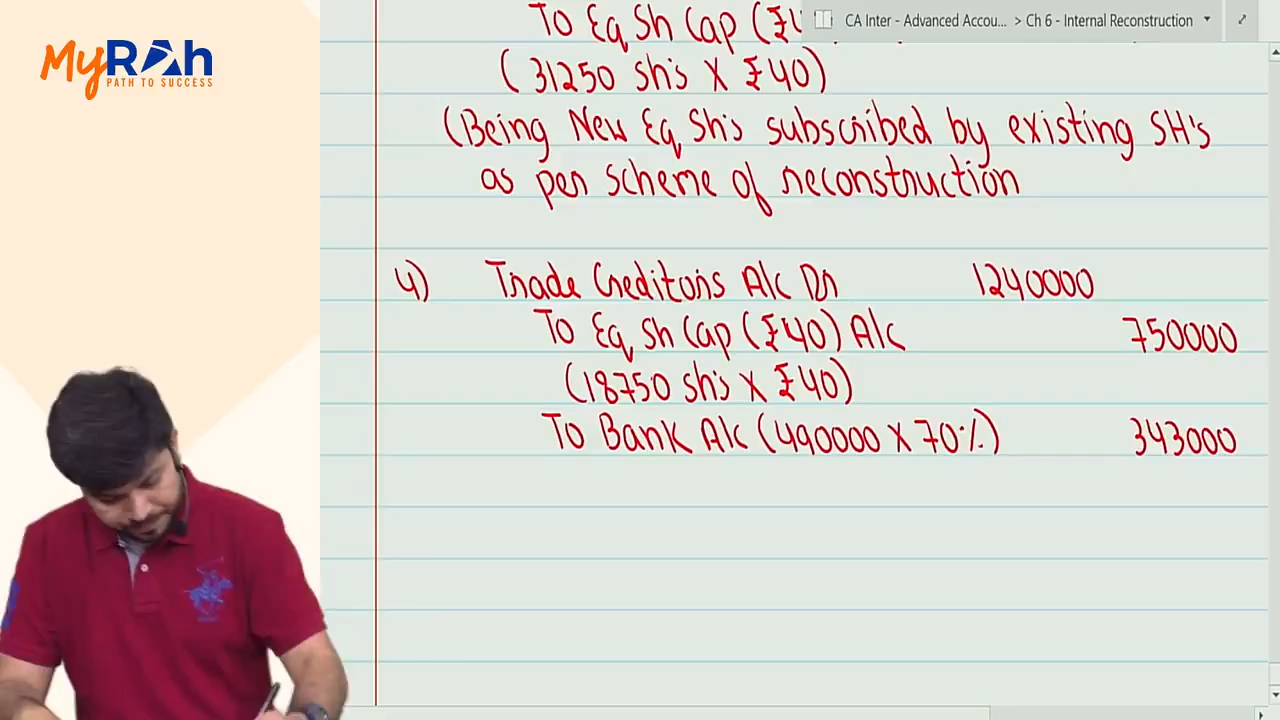 MyRAh
PATH TO SUCCESS
CA Inter - Advanced Accou... > Ch 6 - Internal Reconstruction
To Eq Sh Cap (₹4
(31250 Sh's X ₹40)
(Being New Eq Sh's subscribed by existing SH's
as per scheme of reconstruction
4) Trade Creditors A/c Dr 1240000
To Eq Sh Cap (₹40) A/c 750000
(18750 Sh's X ₹40)
To Bank A/c (490000 X 70%) 343000